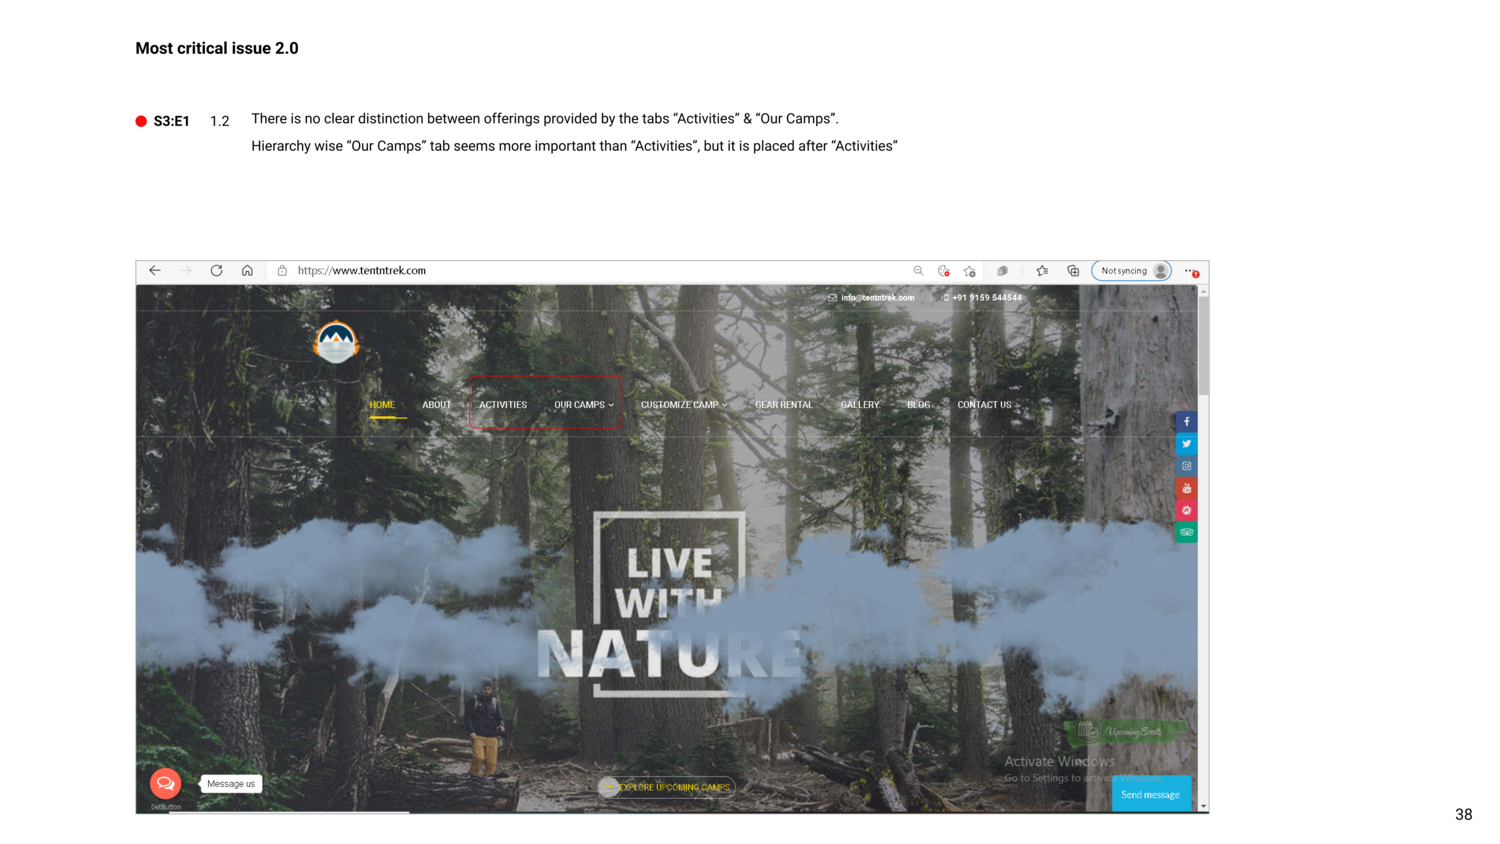 Most critical issue 2.0
S3:E1 1.2 There is no clear distinction between offerings provided by the tabs “Activities” & “Our Camps”.
Hierarchy wise “Our Camps” tab seems more important than “Activities”, but it is placed after “Activities”
https://www.tentntrek.com
Not syncing
info@tentntrek.com +91 9159 544544
HOME ABOUT ACTIVITIES OUR CAMPS CUSTOMIZE CAMP GEAR RENTAL GALLERY BLOG CONTACT US
LIVE
WITH
NATURE
Upcoming Events
Activate Windows
Go to Settings to activate Windows.
Message us
EXPLORE UPCOMING CAMPS
Send message
GetButton
38